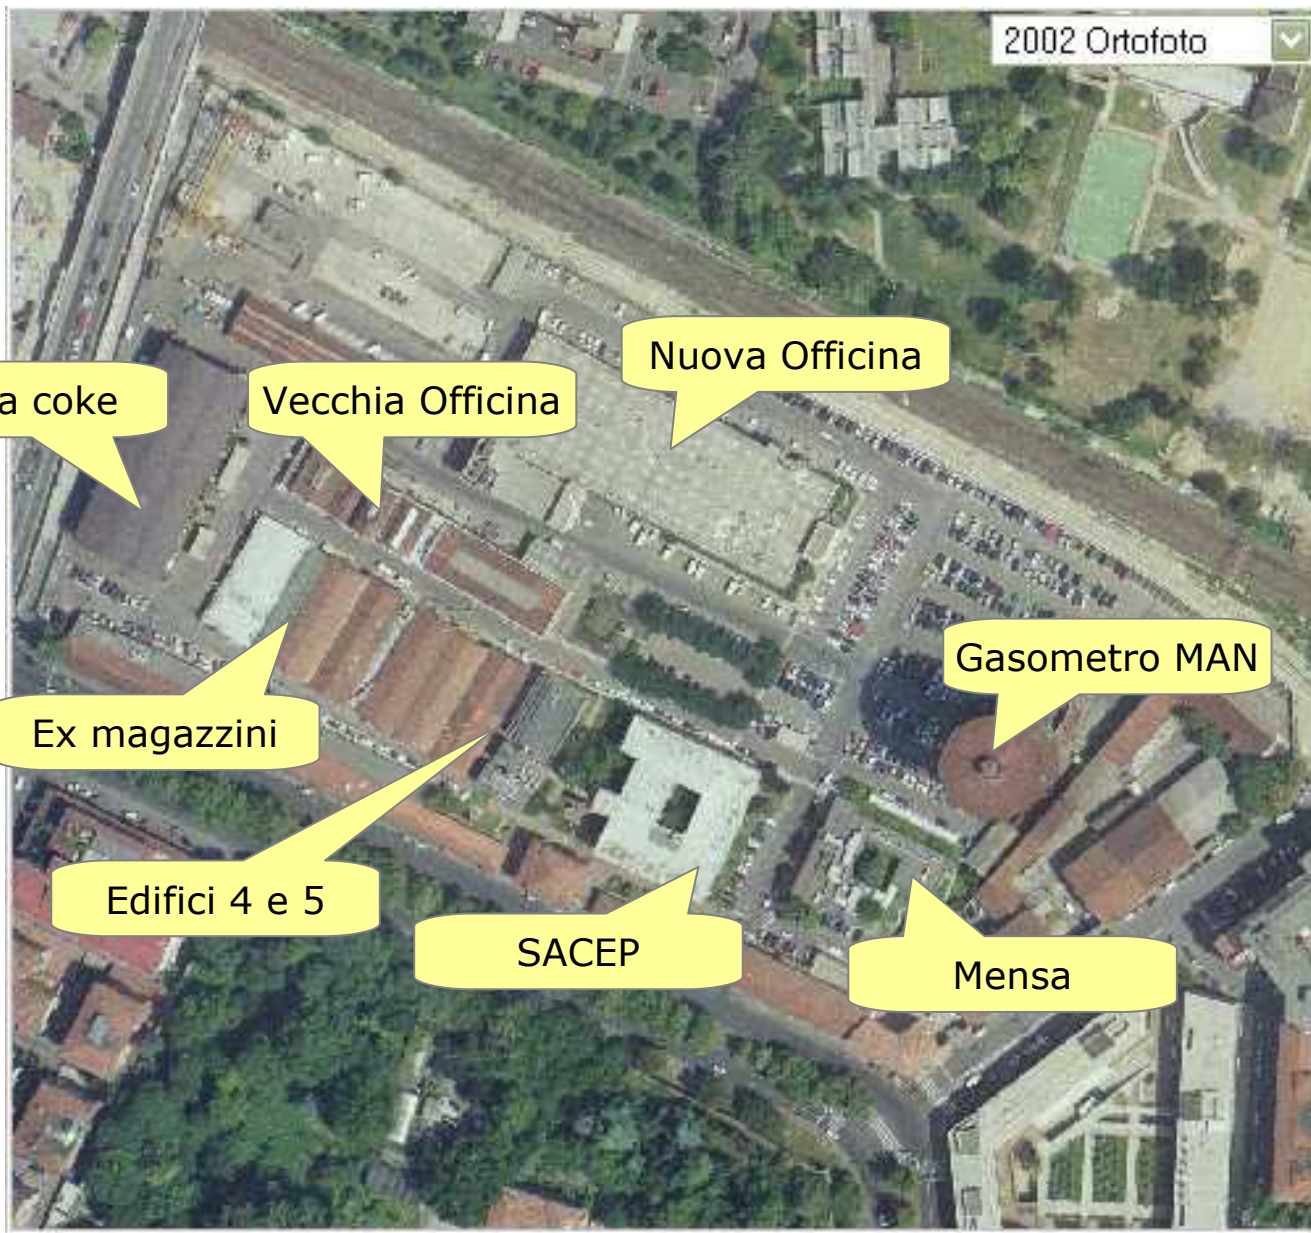 2002 Ortofoto
Nuova Officina
a coke
Vecchia Officina
Gasometro MAN
Ex magazzini
Edifici 4 e 5
SACEP
Mensa